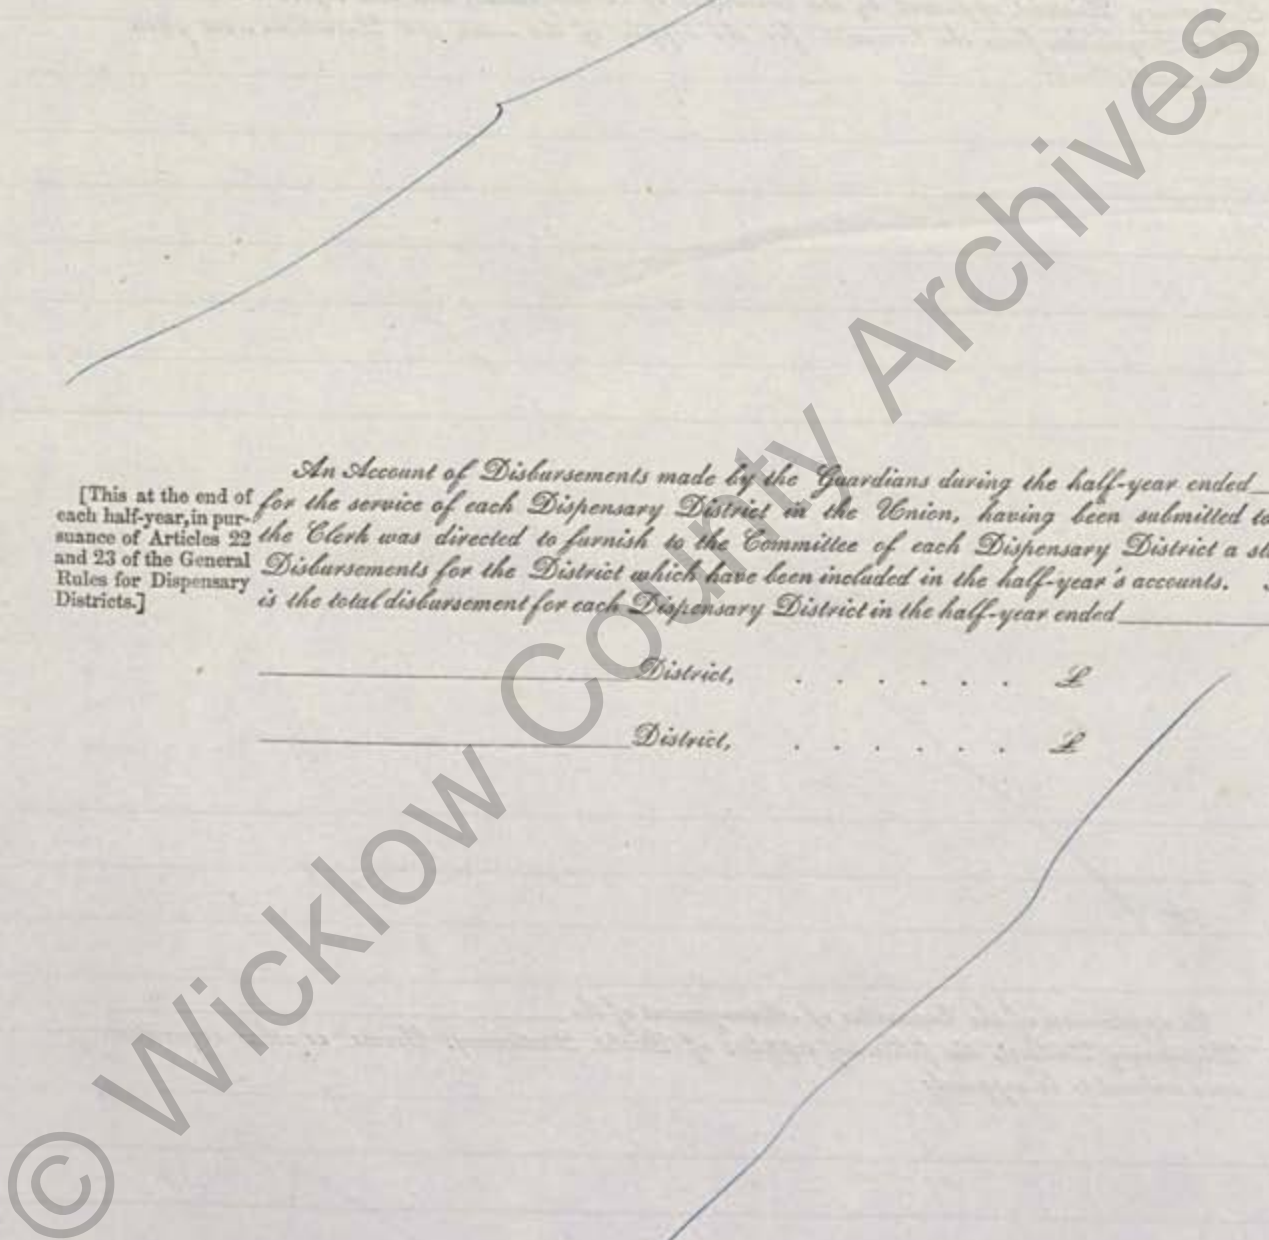 An Account of Disbursements made by the Guardians during the half-year ended
[This at the end of
each half-year, in pur-
suance of Articles 22
and 23 of the General
Rules for Dispensary
Districts.]
for the service of each Dispensary District in the Union, having been submitted to
the Clerk was directed to furnish to the Committee of each Dispensary District a
Disbursements for the District which have been included in the half-year's accounts.
is the total disbursement for each Dispensary District in the half-year ended
District, . . . . . . £
District, . . . . . . £
© Wicklow County Archives